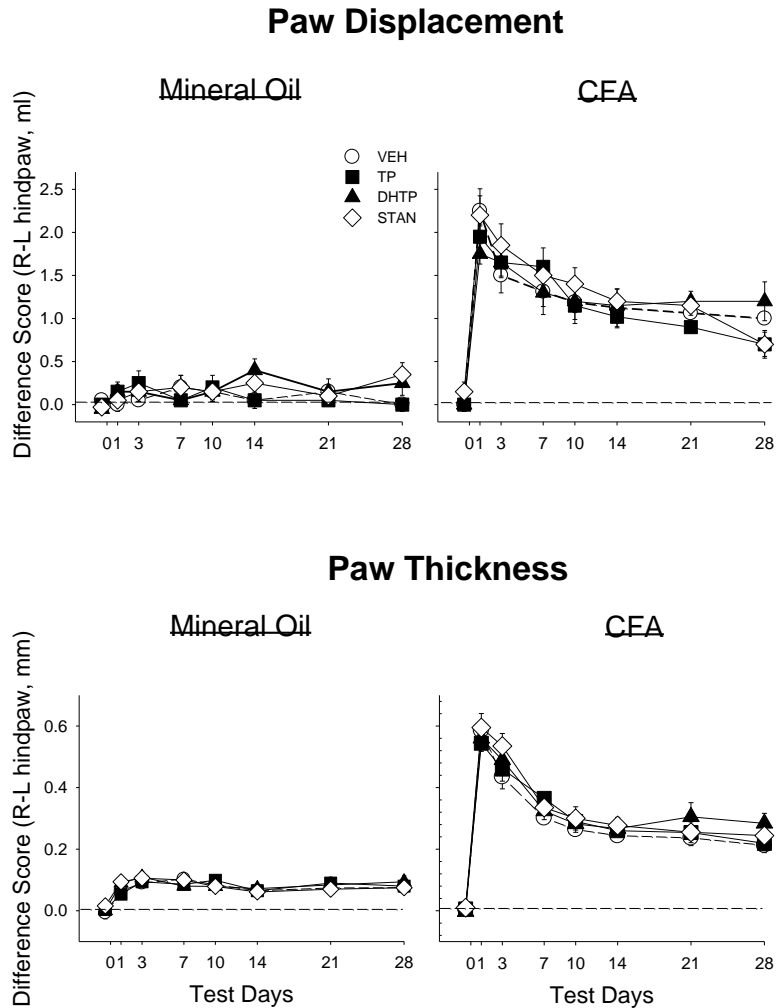 Paw Displacement
Mineral Oil
CFA
Difference Score (R-L hindpaw, ml)
VEH
TP
DHTP
STAN
2.5
2.0
1.5
1.0
0.5
0.0
01 3 7 10 14 21 28
01 3 7 10 14 21 28
Paw Thickness
Mineral Oil
CFA
Difference Score (R-L hindpaw, mm)
0.6
0.4
0.2
0.0
01 3 7 10 14 21 28
01 3 7 10 14 21 28
Test Days
Test Days